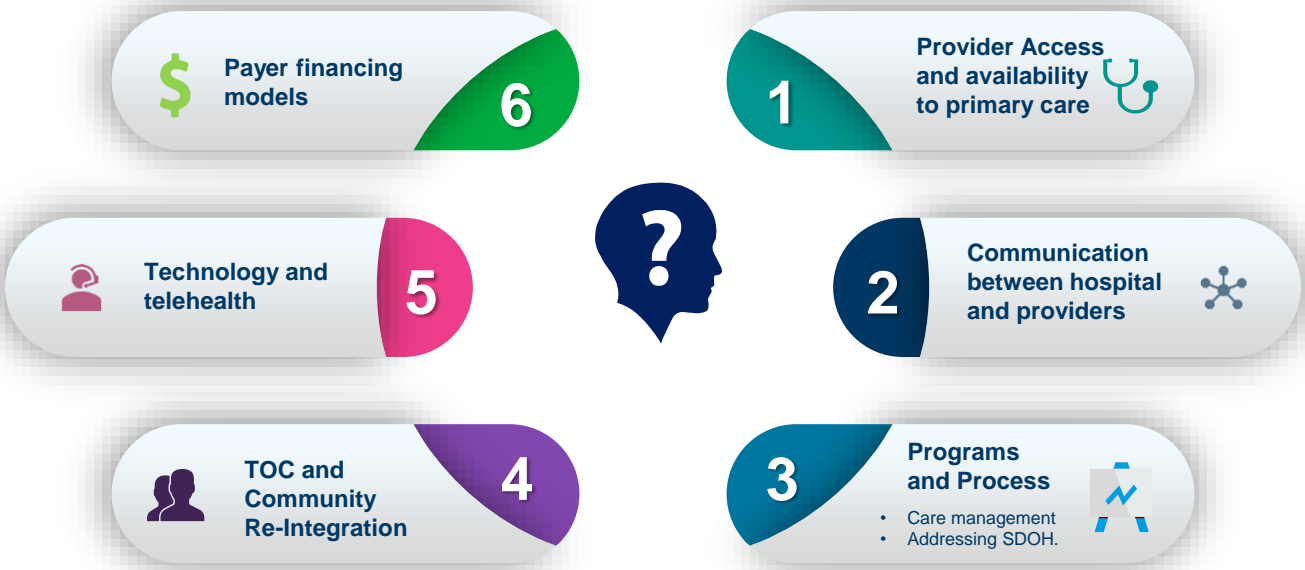 1
Provider Access
and availability
to primary care
2
Communication
between hospital
and providers
3
Programs
and Process
• Care management
• Addressing SDOH.
4
TOC and
Community
Re-Integration
5
Technology and
telehealth
6
Payer financing
models
$
?